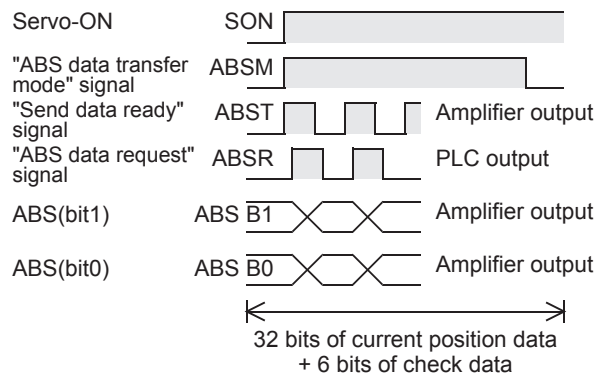 Servo-ON SON
"ABS data transfer mode" signal ABSM
"Send data ready" signal ABST Amplifier output
"ABS data request" signal ABSR PLC output
ABS(bit1) ABS B1 Amplifier output
ABS(bit0) ABS B0 Amplifier output
32 bits of current position data
+ 6 bits of check data